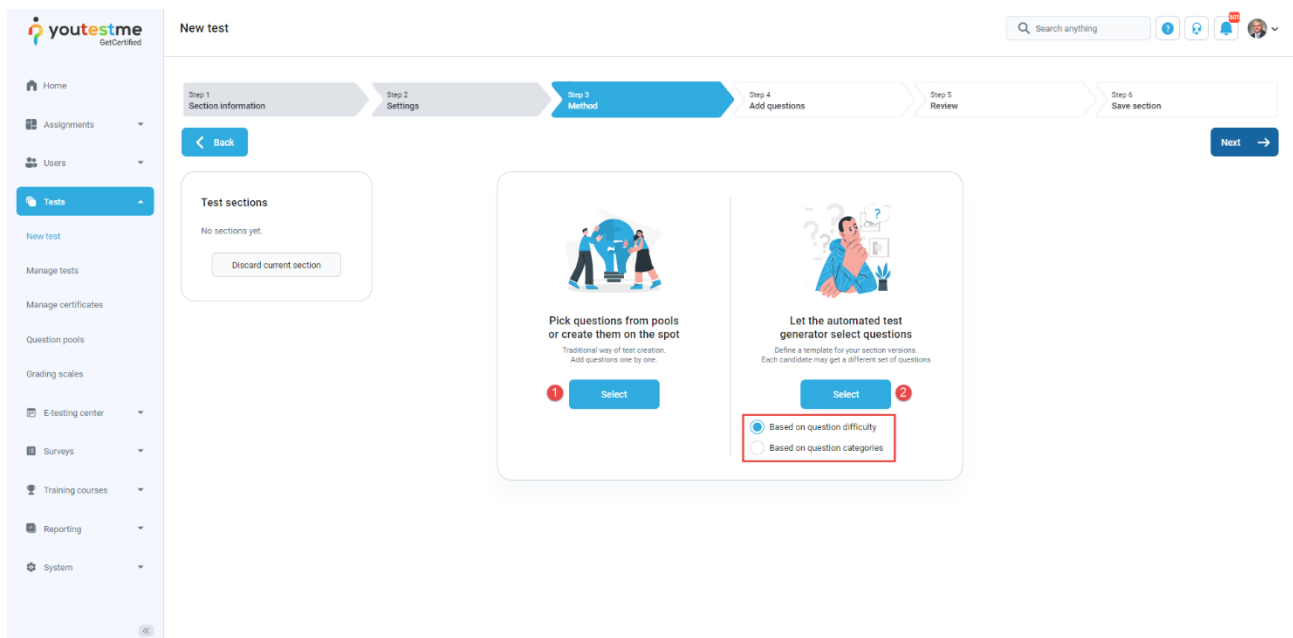 youtestme
GetCertified
New test
Search anything
?
501
Home
Assignments
Users
Tests
New test
Manage tests
Manage certificates
Question pools
Grading scales
E-testing center
Surveys
Training courses
Reporting
System
Step 1
Section information
Step 2
Settings
Step 3
Method
Step 4
Add questions
Step 5
Review
Step 6
Save section
Back
Next
Test sections
No sections yet.
Discard current section
Pick questions from pools
or create them on the spot
Traditional way of test creation.
Add questions one by one.
1
Select
Let the automated test
generator select questions
Define a template for your section versions.
Each candidate may get a different set of questions
Select
2
Based on question difficulty
Based on question categories